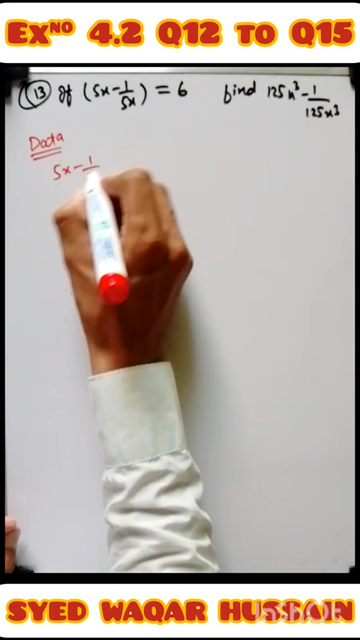 Exᴺᴼ 4.2 Q12 TO Q15
(13) If (5x - 1/5x) = 6 find 125x³ - 1/125x³
Data
5x - 1
SYED WAQAR HUSSAIN
InShOt